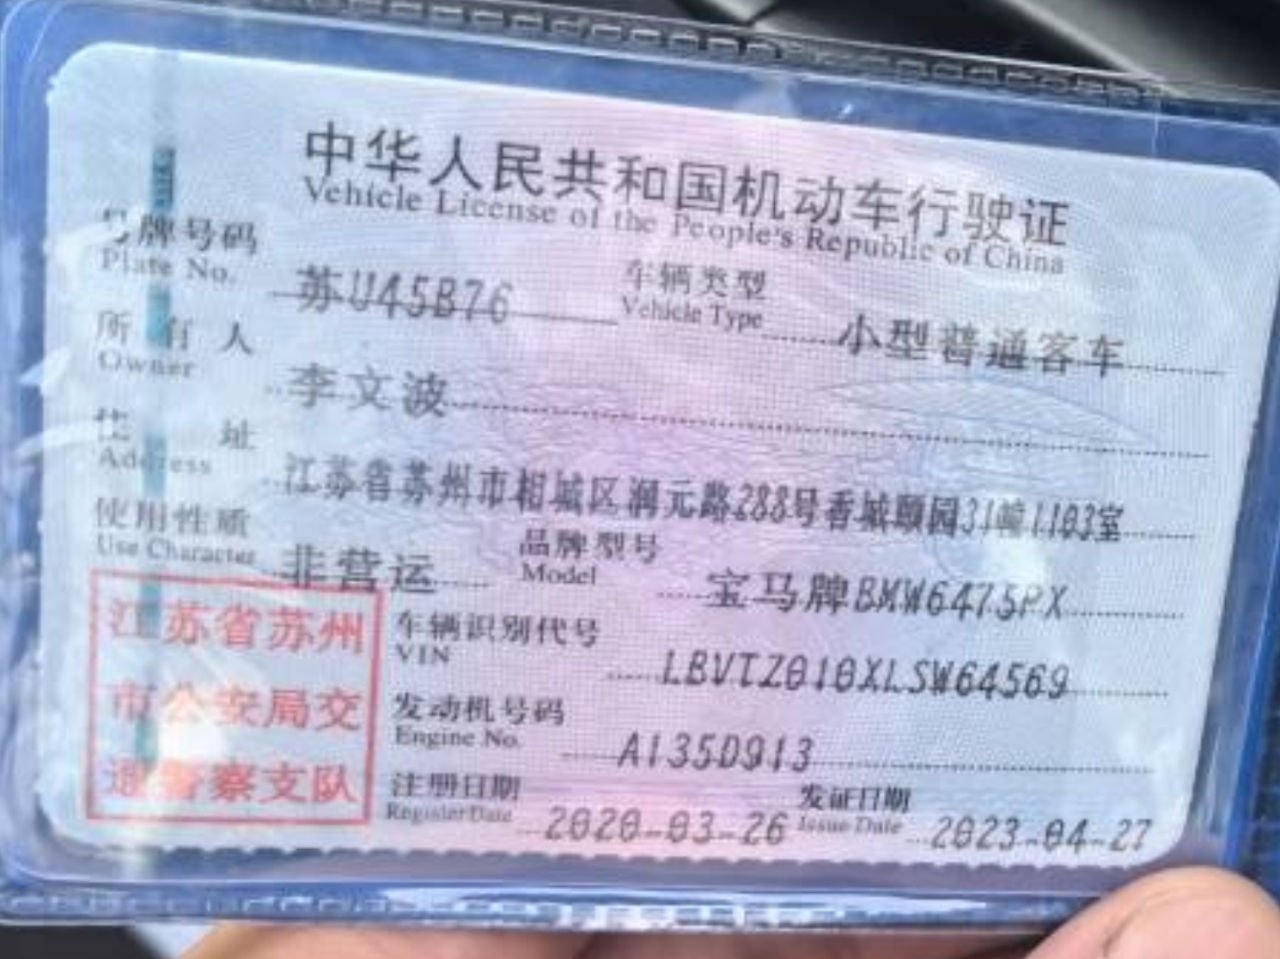 中华人民共和国机动车行驶证
Vehicle License of the People's Republic of China
号牌号码 苏U45B76 车辆类型 小型普通客车
Plate No. Vehicle Type
所有人 李文波
Owner
住址 江苏省苏州市相城区润元路288号香城颐园31幢1103室
Address
使用性质 非营运 品牌型号 宝马牌BMW6475PX
Use Character Model
江苏省苏州
市公安局交
通警察支队
车辆识别代号 LBVTZ010XLSW64569
VIN
发动机号码 A135D913
Engine No.
注册日期 2020-03-26 发证日期 2023-04-27
Register Date Issue Date